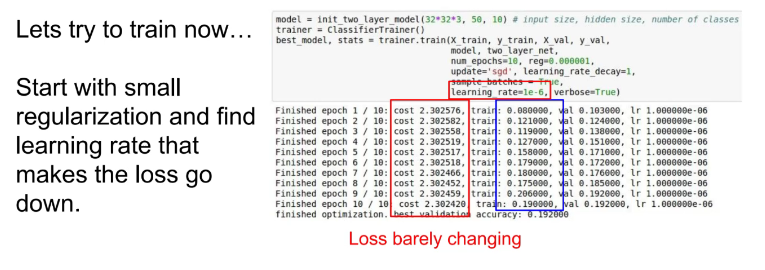 Lets try to train now…
Start with small
regularization and find
learning rate that
makes the loss go
down.
model = init_two_layer_model(32*32*3, 50, 10) # input size, hidden size, number of classes
trainer = ClassifierTrainer()
best_model, stats = trainer.train(X_train, y_train, X_val, y_val,
model, two_layer_net,
num_epochs=10, reg=0.000001,
update='sgd', learning_rate_decay=1,
sample_batches = True,
learning_rate=1e-6, verbose=True)
Finished epoch 1 / 10: cost 2.302576, train: 0.080000, val 0.103000, lr 1.000000e-06
Finished epoch 2 / 10: cost 2.302582, train: 0.121000, val 0.124000, lr 1.000000e-06
Finished epoch 3 / 10: cost 2.302558, train: 0.119000, val 0.138000, lr 1.000000e-06
Finished epoch 4 / 10: cost 2.302519, train: 0.127000, val 0.151000, lr 1.000000e-06
Finished epoch 5 / 10: cost 2.302517, train: 0.158000, val 0.171000, lr 1.000000e-06
Finished epoch 6 / 10: cost 2.302518, train: 0.179000, val 0.172000, lr 1.000000e-06
Finished epoch 7 / 10: cost 2.302466, train: 0.180000, val 0.176000, lr 1.000000e-06
Finished epoch 8 / 10: cost 2.302452, train: 0.175000, val 0.185000, lr 1.000000e-06
Finished epoch 9 / 10: cost 2.302459, train: 0.206000, val 0.192000, lr 1.000000e-06
Finished epoch 10 / 10 cost 2.302420, train: 0.190000, val 0.192000, lr 1.000000e-06
finished optimization. best validation accuracy: 0.192000
Loss barely changing